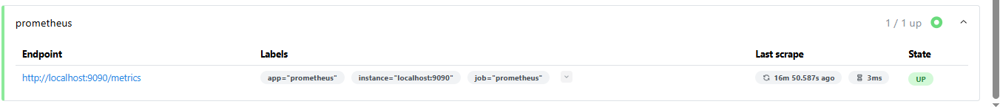 prometheus 1 / 1 up
Endpoint Labels Last scrape State
http://localhost:9090/metrics app="prometheus" instance="localhost:9090" job="prometheus" 16m 50.587s ago 3ms UP